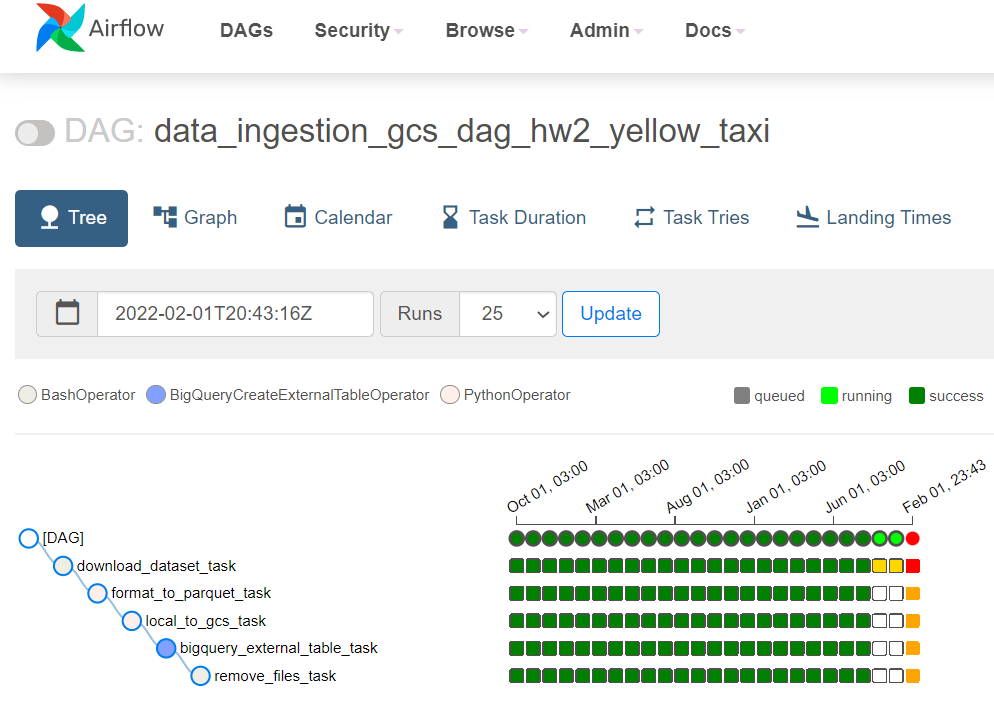 Airflow DAGs Security Browse Admin Docs
DAG: data_ingestion_gcs_dag_hw2_yellow_taxi
Tree Graph Calendar Task Duration Task Tries Landing Times
2022-02-01T20:43:16Z Runs 25 Update
BashOperator BigQueryCreateExternalTableOperator PythonOperator queued running success
Oct 01, 03:00 Mar 01, 03:00 Aug 01, 03:00 Jan 01, 03:00 Jun 01, 03:00 Feb 01, 23:43
[DAG]
download_dataset_task
format_to_parquet_task
local_to_gcs_task
bigquery_external_table_task
remove_files_task